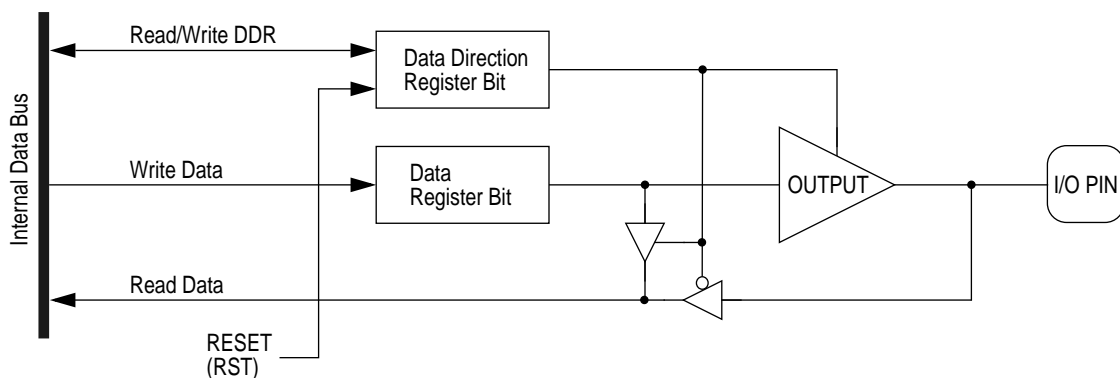 Read/Write DDR
Data Direction
Register Bit
Internal Data Bus
Write Data
Data
Register Bit
OUTPUT
I/O PIN
Read Data
RESET
(RST)